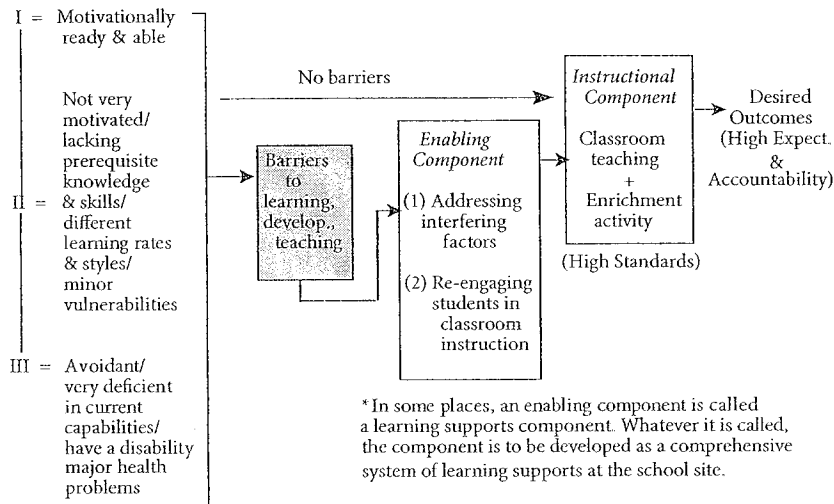 I = Motivationally
ready & able
Not very
motivated/
lacking
prerequisite
knowledge
II = & skills/
different
learning rates
& styles/
minor
vulnerabilities
III = Avoidant/
very deficient
in current
capabilities/
have a disability
major health
problems
No barriers
Barriers
to
learning,
develop.,
teaching
Enabling
Component
(1) Addressing
interfering
factors
(2) Re-engaging
students in
classroom
instruction
Instructional
Component
Classroom
teaching
+
Enrichment
activity
(High Standards)
Desired
Outcomes
(High Expect.
&
Accountability)
*In some places, an enabling component is called
a learning supports component. Whatever it is called,
the component is to be developed as a comprehensive
system of learning supports at the school site.